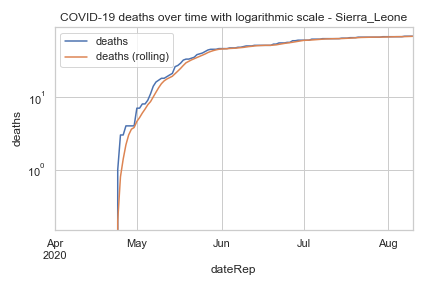 COVID-19 deaths over time with logarithmic scale - Sierra_Leone
deaths
deaths (rolling)
deaths
10¹
10⁰
Apr
2020
May
Jun
Jul
Aug
dateRep